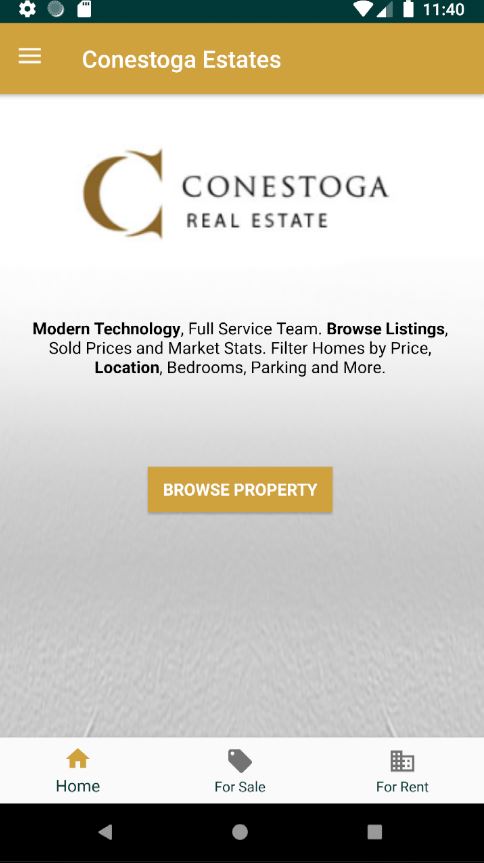 11:40
Conestoga Estates
CONESTOGA
REAL ESTATE
Modern Technology, Full Service Team. Browse Listings,
Sold Prices and Market Stats. Filter Homes by Price,
Location, Bedrooms, Parking and More.
BROWSE PROPERTY
Home
For Sale
For Rent